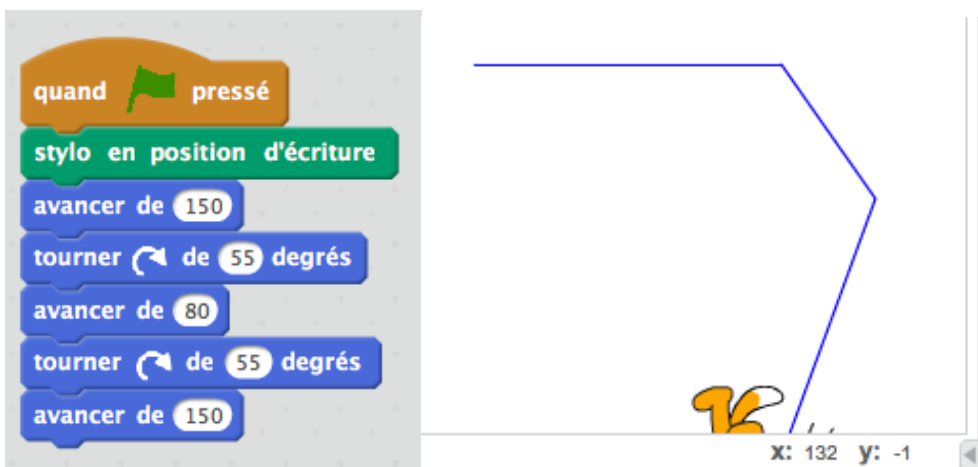 quand pressé
stylo en position d'écriture
avancer de 150
tourner de 55 degrés
avancer de 80
tourner de 55 degrés
avancer de 150
x: 132 y: -1